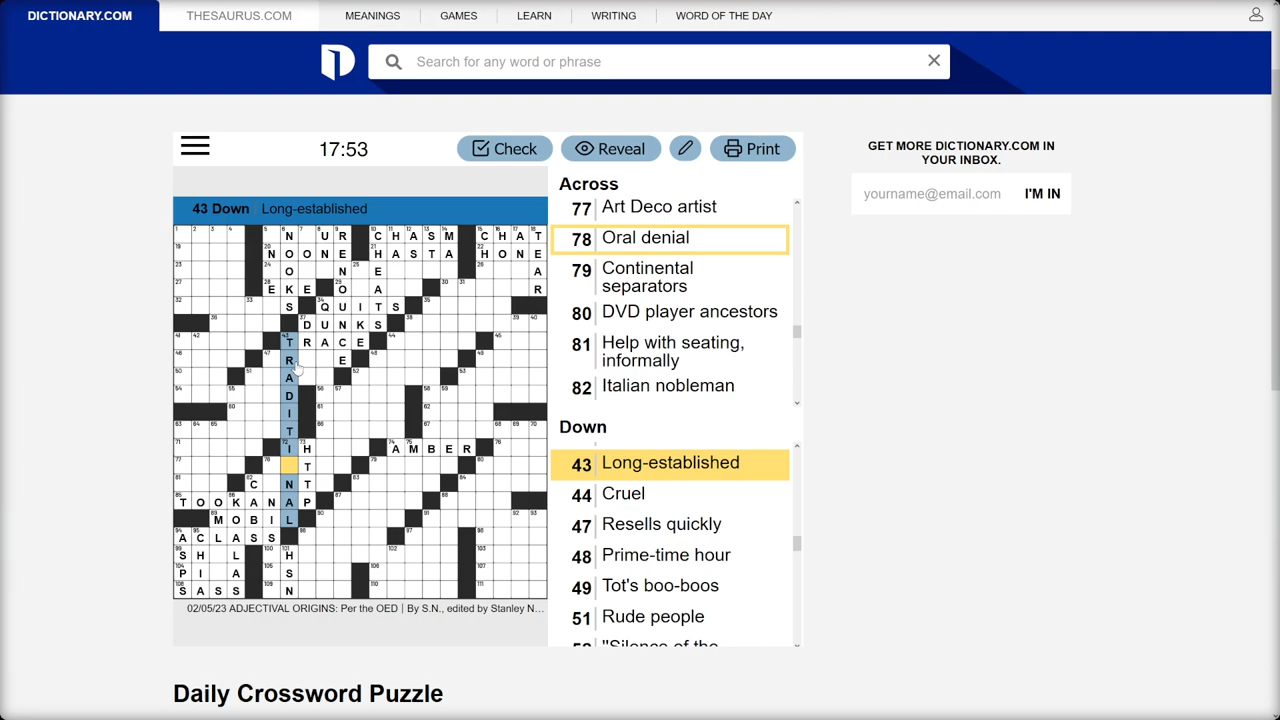 DICTIONARY.COM
THESAURUS.COM
MEANINGS
GAMES
LEARN
WRITING
WORD OF THE DAY
Search for any word or phrase
17:53
Check
Reveal
Print
GET MORE DICTIONARY.COM IN
YOUR INBOX.
yourname@email.com
I'M IN
43 Down Long-established
Across
77 Art Deco artist
78 Oral denial
79 Continental
separators
80 DVD player ancestors
81 Help with seating,
informally
82 Italian nobleman
Down
43 Long-established
44 Cruel
47 Resells quickly
48 Prime-time hour
49 Tot's boo-boos
51 Rude people
"Silence of the
N U R C H A S M C H A T
N O O N E H A S T A H O N E
O N E A
E K E O A R
S Q U I T S
D U N K S
T R A C E
R E
A
D
I
T
I H A M B E R
T
C N T
T O O K A N A P
M O B I L
A C L A S S
S H L H
P I A S
S A S S N
02/05/23 ADJECTIVAL ORIGINS: Per the OED | By S.N., edited by Stanley N...
Daily Crossword Puzzle